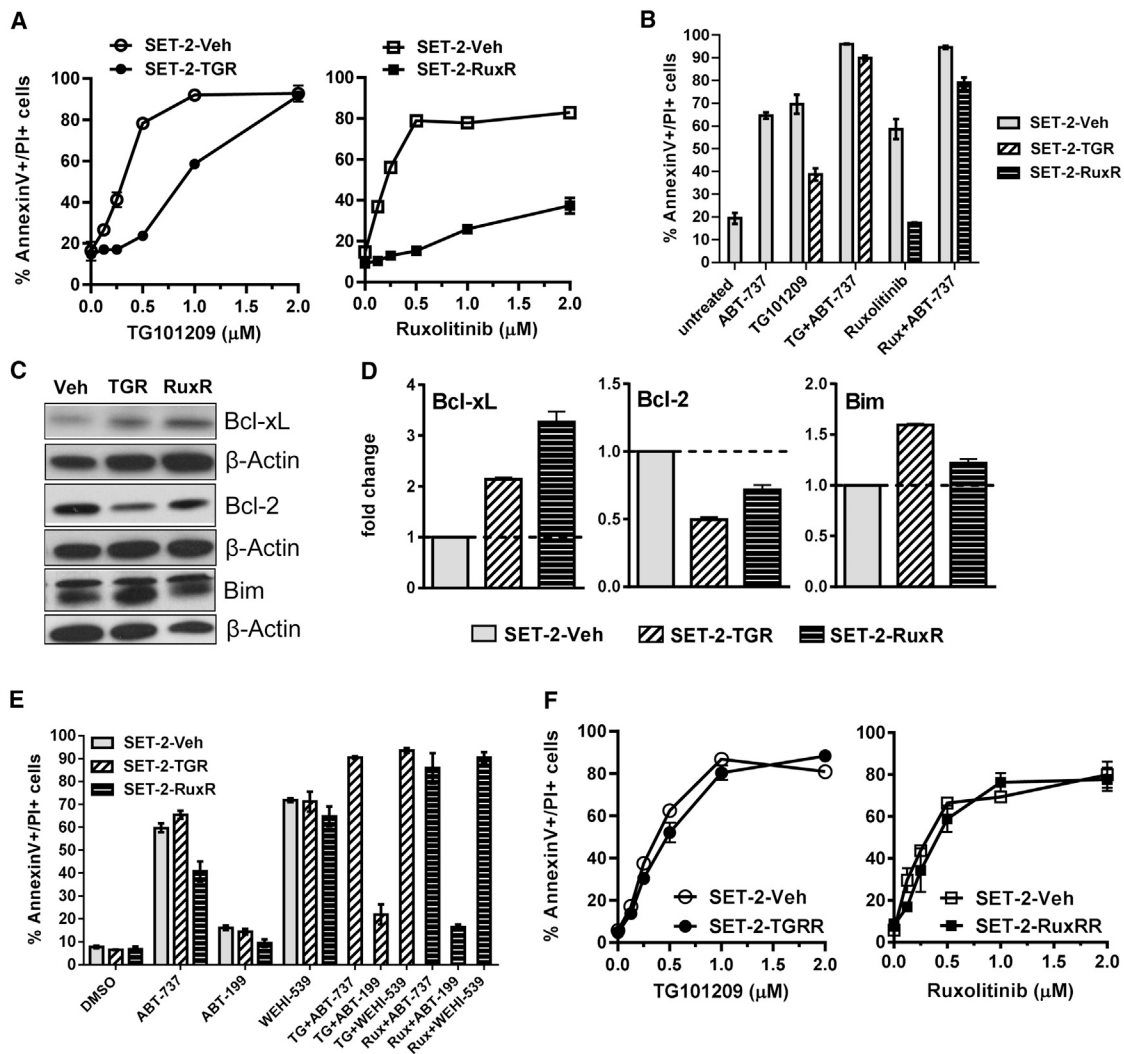 A
SET-2-Veh
SET-2-TGR
% AnnexinV+/PI+ cells
100
80
60
40
20
0
0.0 0.5 1.0 1.5 2.0
TG101209 (μM)
SET-2-Veh
SET-2-RuxR
100
80
60
40
20
0
0.0 0.5 1.0 1.5 2.0
Ruxolitinib (μM)
B
% AnnexinV+/PI+ cells
100
90
80
70
60
50
40
30
20
10
0
untreated
ABT-737
TG101209
TG+ABT-737
Ruxolitinib
Rux+ABT-737
SET-2-Veh
SET-2-TGR
SET-2-RuxR
C
Veh TGR RuxR
Bcl-xL
β-Actin
Bcl-2
β-Actin
Bim
β-Actin
D
fold change
Bcl-xL
4
3
2
1
0
Bcl-2
1.5
1.0
0.5
0.0
Bim
2.0
1.5
1.0
0.5
0.0
SET-2-Veh SET-2-TGR SET-2-RuxR
E
% AnnexinV+/PI+ cells
100
90
80
70
60
50
40
30
20
10
0
SET-2-Veh
SET-2-TGR
SET-2-RuxR
DMSO
ABT-737
ABT-199
WEHI-539
TG+ABT-737
TG+ABT-199
TG+WEHI-539
Rux+ABT-737
Rux+ABT-199
Rux+WEHI-539
F
% AnnexinV+/PI+ cells
100
80
60
40
20
0
SET-2-Veh
SET-2-TGRR
0.0 0.5 1.0 1.5 2.0
TG101209 (μM)
100
80
60
40
20
0
SET-2-Veh
SET-2-RuxRR
0.0 0.5 1.0 1.5 2.0
Ruxolitinib (μM)